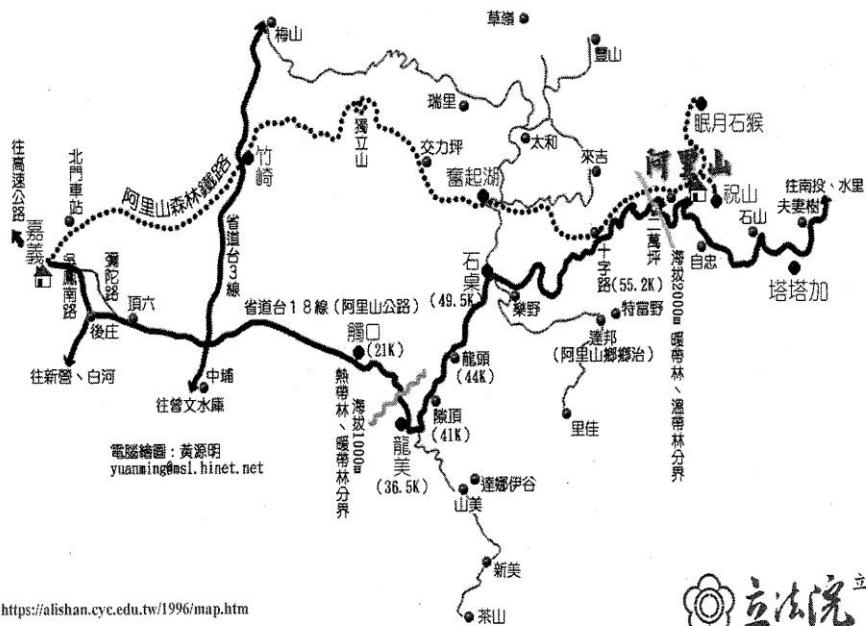 草嶺
梅山
豐山
瑞里
太和
眠月石猴
獨立山
交力坪
往高速公路
北門車站
竹崎
阿里山森林鐵路
奮起湖
來吉
阿里山
祝山
往南投、水里
夫妻樹
石山
嘉義
省道台3線
吳鳳南路
彌陀路
石桌
(49.5K)
十字路
(55.2K)
二萬坪
海拔2000m 暖帶林、溫帶林分界
自忠
塔塔加
頂六
後庄
省道台18線(阿里山公路)
樂野
特富野
達邦
(阿里山鄉鄉治)
觸口
(21K)
龍頭
(44K)
往新營、白河
中埔
往曾文水庫
海拔1000m
熱帶林、暖帶林分界
隙頂
(41K)
里佳
龍美
(36.5K)
電腦繪圖:黃源明
yuanming@ms1.hinet.net
達娜伊谷
山美
新美
茶山
https://alishan.cyc.edu.tw/1996/map.htm
立法院
立